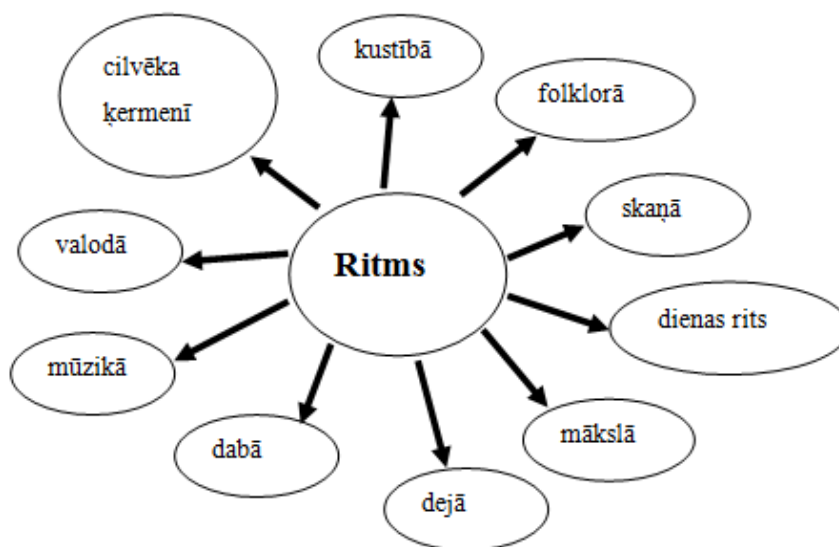 cilvēka
ķermenī
kustībā
folklorā
skaņā
valodā
Ritms
dienas rits
mūzikā
mākslā
dabā
dejā